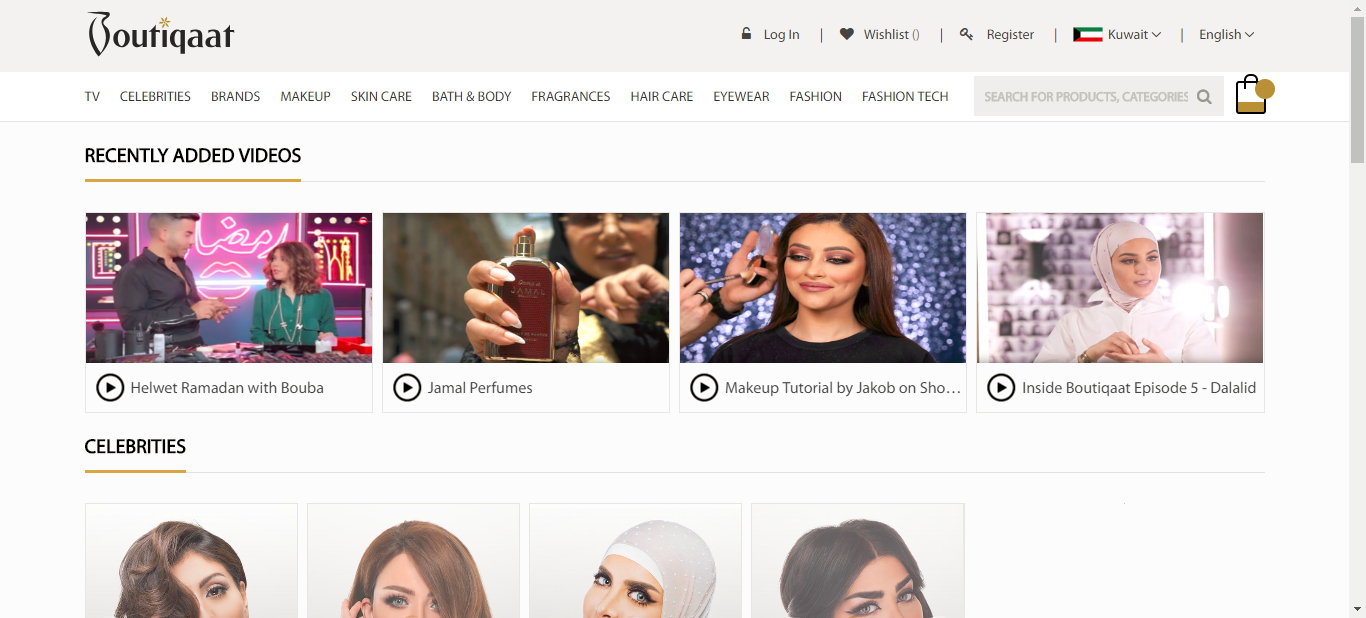 Boutiqaat
Log In | Wishlist () | Register | Kuwait | English
TV CELEBRITIES BRANDS MAKEUP SKIN CARE BATH & BODY FRAGRANCES HAIR CARE EYEWEAR FASHION FASHION TECH SEARCH FOR PRODUCTS, CATEGORIES
RECENTLY ADDED VIDEOS
رمضان
JAMAL
Helwet Ramadan with Bouba
Jamal Perfumes
Makeup Tutorial by Jakob on Sho...
Inside Boutiqaat Episode 5 - Dalalid
CELEBRITIES